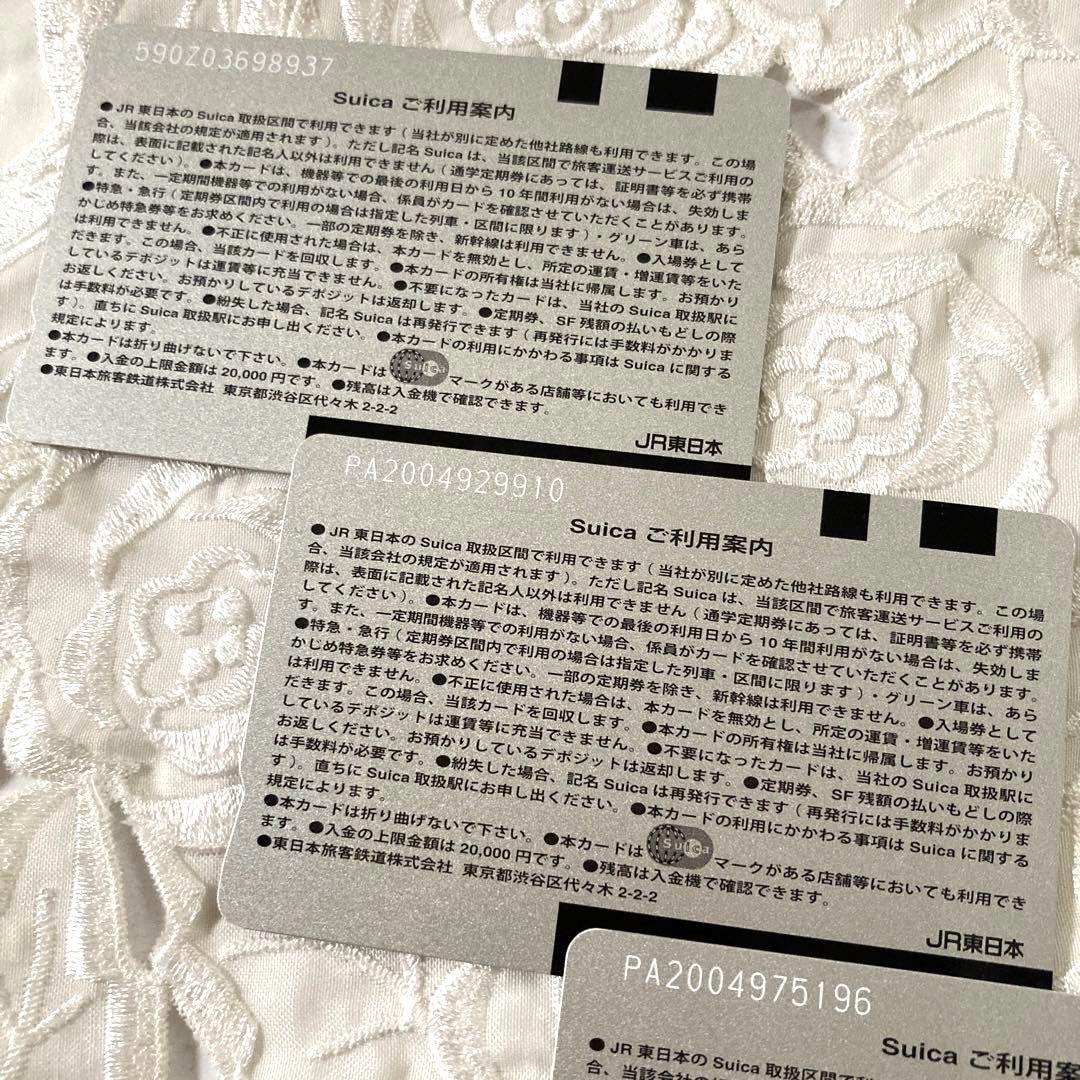 590Z03698937
Suica ご利用案内
●JR東日本のSuica取扱区間で利用できます(当社が別に定めた他社路線も利用できます。この場
合、当該会社の規定が適用されます)。ただし記名Suicaは、当該区間で旅客運送サービスご利用の
際は、表面に記載された記名人以外は利用できません(通学定期券にあっては、証明書等を必ず携帯
してください)。●本カードは、機器等での最後の利用日から10年間利用がない場合は、失効しま
す。また、一定期間機器等での利用がない場合、係員がカードを確認させていただくことがあります。
●特急・急行(定期券区間内で利用の場合は指定した列車・区間に限ります)・グリーン車は、あら
かじめ特急券等をお求めください。一部の定期券を除き、新幹線は利用できません。●入場券として
は利用できません。●不正に使用された場合は、本カードを無効とし、所定の運賃・増運賃等をいた
だきます。この場合、当該カードを回収します。●本カードの所有権は当社に帰属します。お預かり
しているデポジットは運賃等に充当できません。●不要になったカードは、当社のSuica取扱駅に
お返しください。お預かりしているデポジットは返却します。●定期券、SF残額の払いもどしの際
は手数料が必要です。●紛失した場合、記名Suicaは再発行できます(再発行には手数料がかかりま
す)。直ちにSuica取扱駅にお申し出ください。●本カードの利用にかかわる事項はSuicaに関する
規定によります。
●本カードは折り曲げないで下さい。●本カードは Suica マークがある店舗等においても利用でき
ます。●入金の上限金額は20,000円です。●残高は入金機で確認できます。
●東日本旅客鉄道株式会社 東京都渋谷区代々木2-2-2
JR東日本
PA2004929910
Suica ご利用案内
●JR東日本のSuica取扱区間で利用できます(当社が別に定めた他社路線も利用できます。この場
合、当該会社の規定が適用されます)。ただし記名Suicaは、当該区間で旅客運送サービスご利用の
際は、表面に記載された記名人以外は利用できません(通学定期券にあっては、証明書等を必ず携帯
してください)。●本カードは、機器等での最後の利用日から10年間利用がない場合は、失効しま
す。また、一定期間機器等での利用がない場合、係員がカードを確認させていただくことがあります。
●特急・急行(定期券区間内で利用の場合は指定した列車・区間に限ります)・グリーン車は、あら
かじめ特急券等をお求めください。一部の定期券を除き、新幹線は利用できません。●入場券として
は利用できません。●不正に使用された場合は、本カードを無効とし、所定の運賃・増運賃等をいた
だきます。この場合、当該カードを回収します。●本カードの所有権は当社に帰属します。お預かり
しているデポジットは運賃等に充当できません。●不要になったカードは、当社のSuica取扱駅に
お返しください。お預かりしているデポジットは返却します。●定期券、SF残額の払いもどしの際
は手数料が必要です。●紛失した場合、記名Suicaは再発行できます(再発行には手数料がかかりま
す)。直ちにSuica取扱駅にお申し出ください。●本カードの利用にかかわる事項はSuicaに関する
規定によります。
●本カードは折り曲げないで下さい。●本カードは Suica マークがある店舗等においても利用でき
ます。●入金の上限金額は20,000円です。●残高は入金機で確認できます。
●東日本旅客鉄道株式会社 東京都渋谷区代々木2-2-2
JR東日本
PA2004975196
Suica ご利用案
●JR東日本のSuica取扱区間で利用
合、当該会社の規定が適用されます